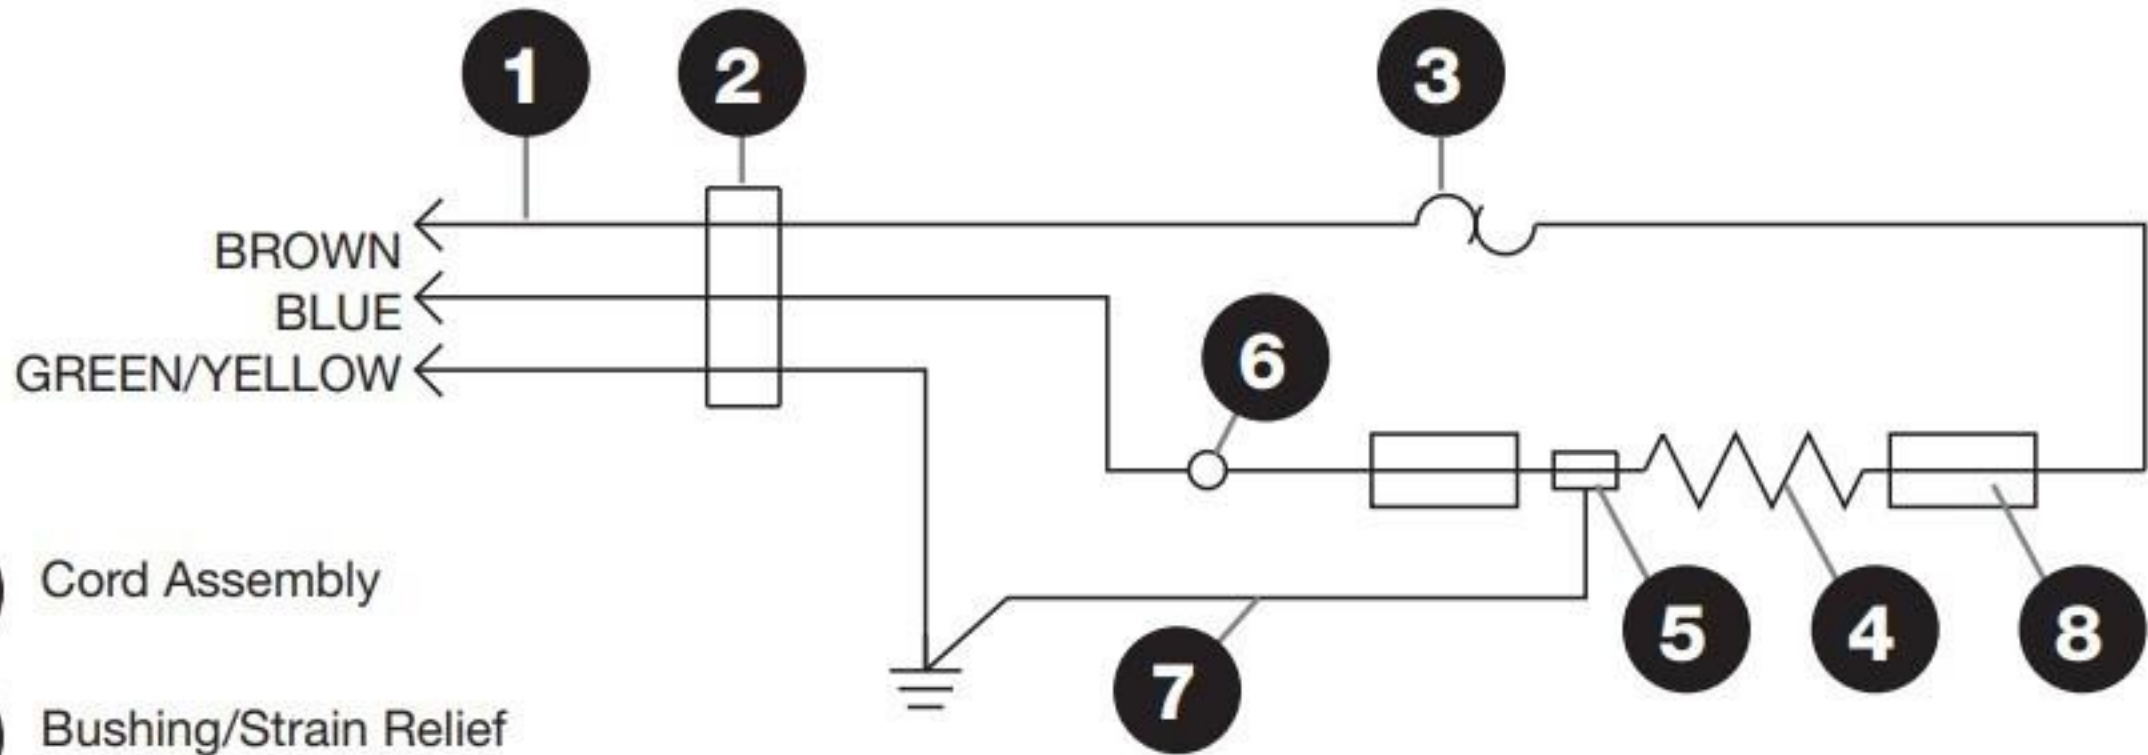 1 2 3
BROWN
BLUE
GREEN/YELLOW
6
5 4 8
7
Cord Assembly
Bushing/Strain Relief